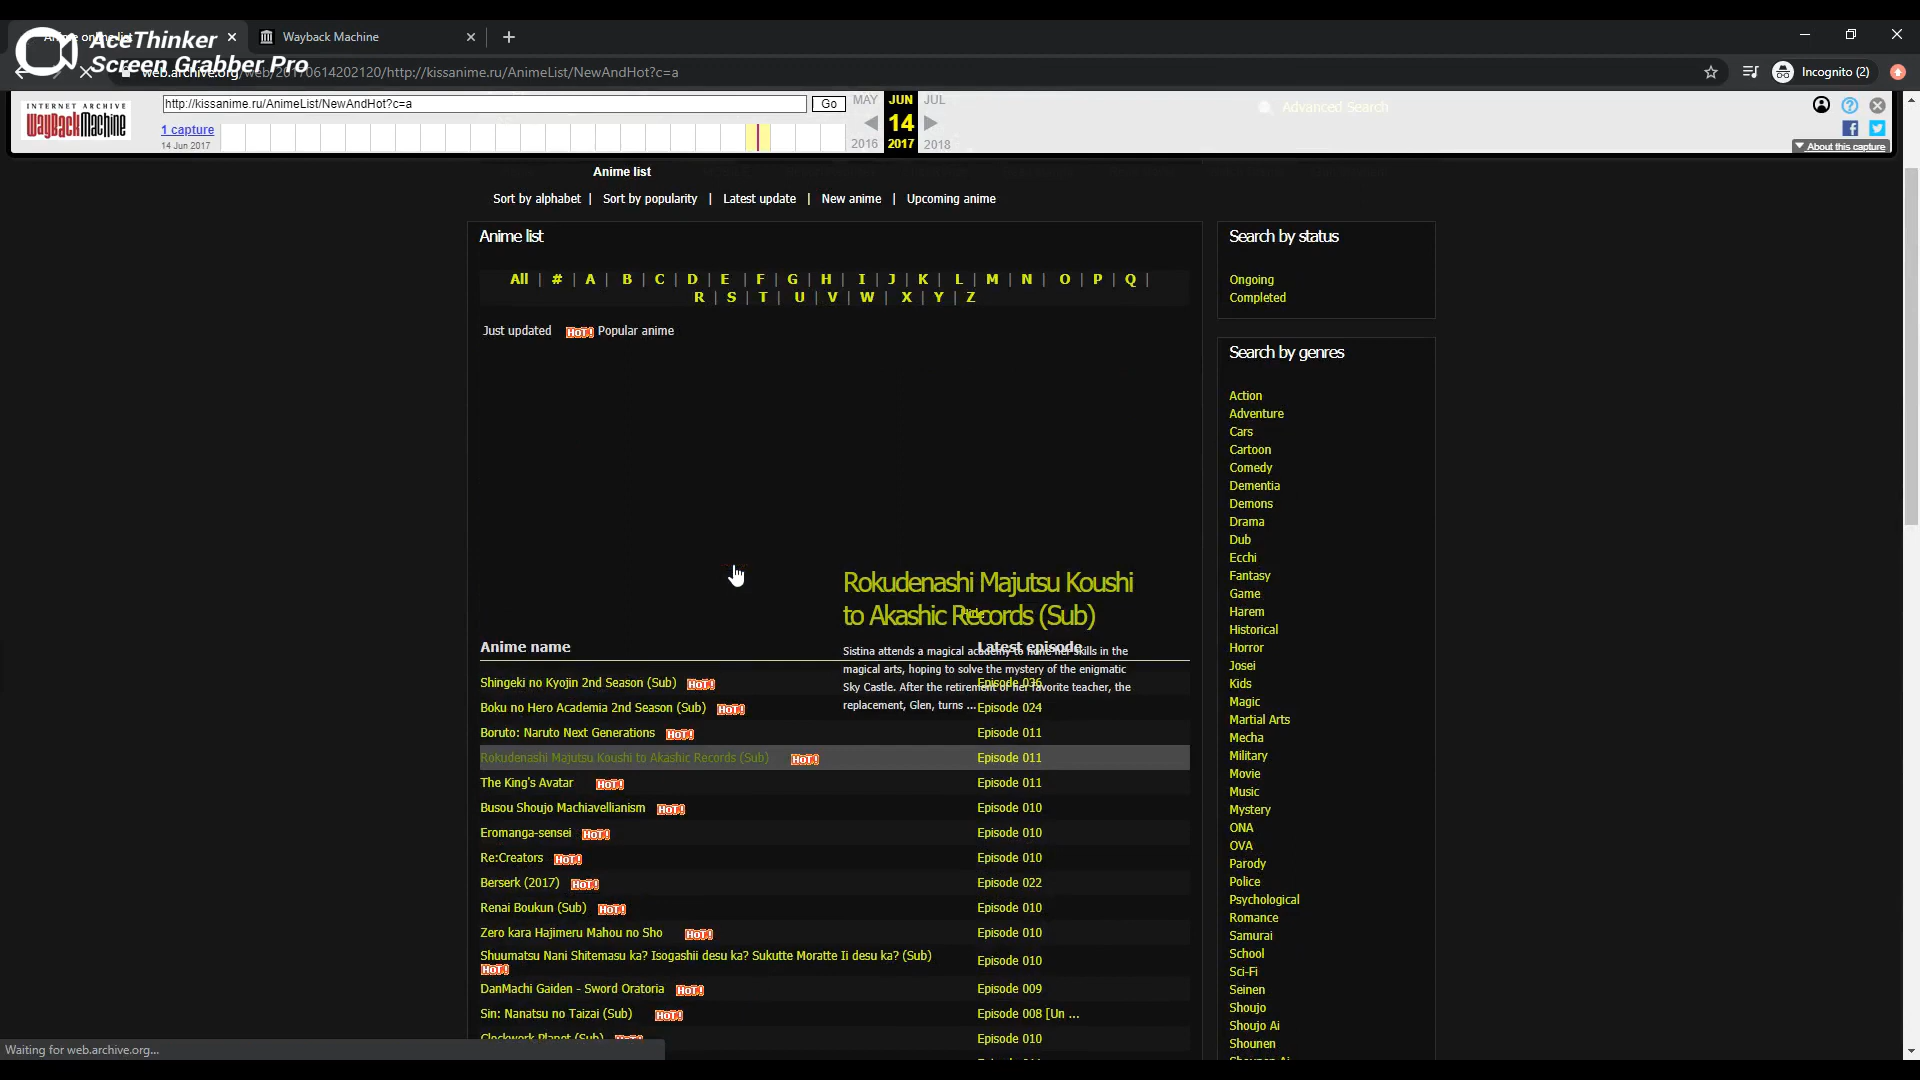 Anime online list
Wayback Machine
AceThinker
Screen Grabber Pro
web.archive.org/web/20170614202120/http://kissanime.ru/AnimeList/NewAndHot?c=a
Incognito (2)
INTERNET ARCHIVE
WayBackMachine
http://kissanime.ru/AnimeList/NewAndHot?c=a
Go
MAY JUN JUL
14
2016 2017 2018
1 capture
14 Jun 2017
Advanced Search
About this capture
Anime list
Sort by alphabet | Sort by popularity | Latest update | New anime | Upcoming anime
Anime list
All | # | A | B | C | D | E | F | G | H | I | J | K | L | M | N | O | P | Q |
R | S | T | U | V | W | X | Y | Z
Just updated HOT! Popular anime
Rokudenashi Majutsu Koushi
to Akashic Records (Sub)
Hide
Sistina attends a magical academy to hone her skills in the
magical arts, hoping to solve the mystery of the enigmatic
Sky Castle. After the retirement of her favorite teacher, the
replacement, Glen, turns ...
Anime name Latest episode
Shingeki no Kyojin 2nd Season (Sub) HOT! Episode 036
Boku no Hero Academia 2nd Season (Sub) HOT! Episode 024
Boruto: Naruto Next Generations HOT! Episode 011
Rokudenashi Majutsu Koushi to Akashic Records (Sub) HOT! Episode 011
The King's Avatar HOT! Episode 011
Busou Shoujo Machiavellianism HOT! Episode 010
Eromanga-sensei HOT! Episode 010
Re:Creators HOT! Episode 010
Berserk (2017) HOT! Episode 022
Renai Boukun (Sub) HOT! Episode 010
Zero kara Hajimeru Mahou no Sho HOT! Episode 010
Shuumatsu Nani Shitemasu ka? Isogashii desu ka? Sukutte Moratte Ii desu ka? (Sub)
HOT! Episode 010
DanMachi Gaiden - Sword Oratoria HOT! Episode 009
Sin: Nanatsu no Taizai (Sub) HOT! Episode 008 [Un ...
Clockwork Planet (Sub) HOT! Episode 010
Search by status
Ongoing
Completed
Search by genres
Action
Adventure
Cars
Cartoon
Comedy
Dementia
Demons
Drama
Dub
Ecchi
Fantasy
Game
Harem
Historical
Horror
Josei
Kids
Magic
Martial Arts
Mecha
Military
Movie
Music
Mystery
ONA
OVA
Parody
Police
Psychological
Romance
Samurai
School
Sci-Fi
Seinen
Shoujo
Shoujo Ai
Shounen
Shounen Ai
Waiting for web.archive.org...